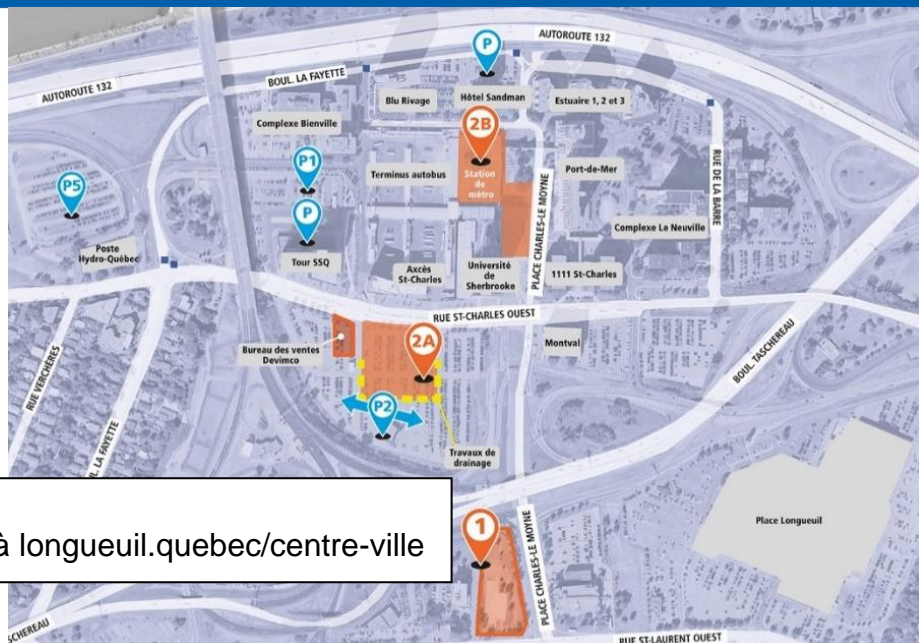 AUTOROUTE 132
P
BOUL. LA FAYETTE
AUTOROUTE 132
Blu Rivage
Hôtel Sandman
Estuaire 1, 2 et 3
Complexe Bienville
2B
P1
Terminus autobus
Station
de
métro
Port-de-Mer
RUE DE LA BARRE
P5
P
PLACE CHARLES-LE MOYNE
Complexe Le Neuville
Poste
Hydro-Québec
Tour SSQ
Axcès
St-Charles
Université
de
Sherbrooke
1111 St-Charles
RUE ST-CHARLES OUEST
Bureau des ventes
Devimco
2A
Montval
BOUL. TASCHEREAU
RUE VERCHÈRES
P2
L. LA FAYETTE
Travaux de
drainage
à longueuil.quebec/centre-ville
1
PLACE CHARLES-LE MOYNE
Place Longueuil
SCHEREAU
RUE ST-LAURENT OUEST